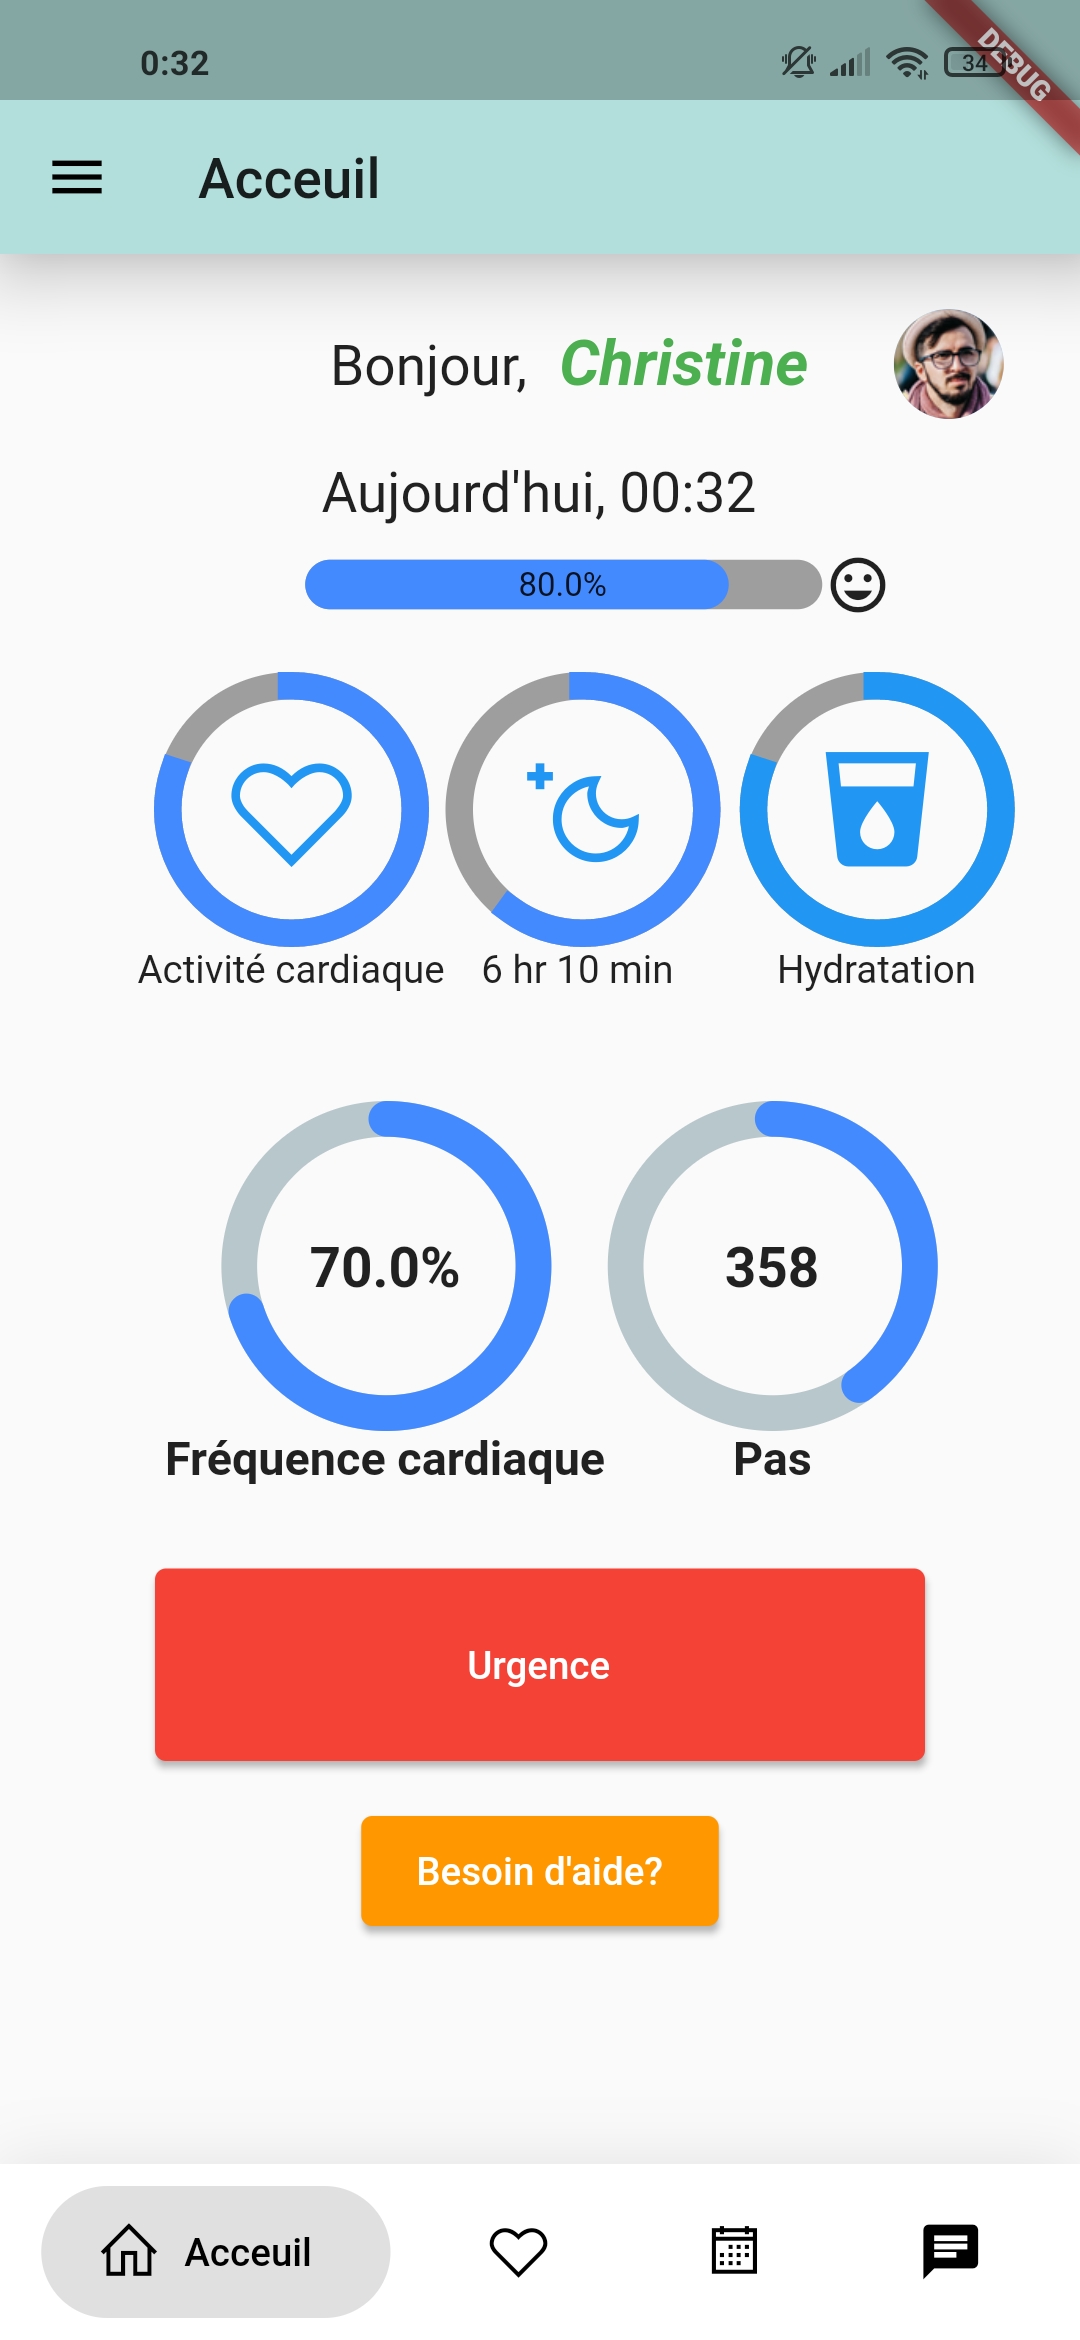 0:32
34
DEBUG
Acceuil
Bonjour, Christine
Aujourd'hui, 00:32
80.0%
Activité cardiaque
6 hr 10 min
Hydratation
70.0%
358
Fréquence cardiaque
Pas
Urgence
Besoin d'aide?
Acceuil